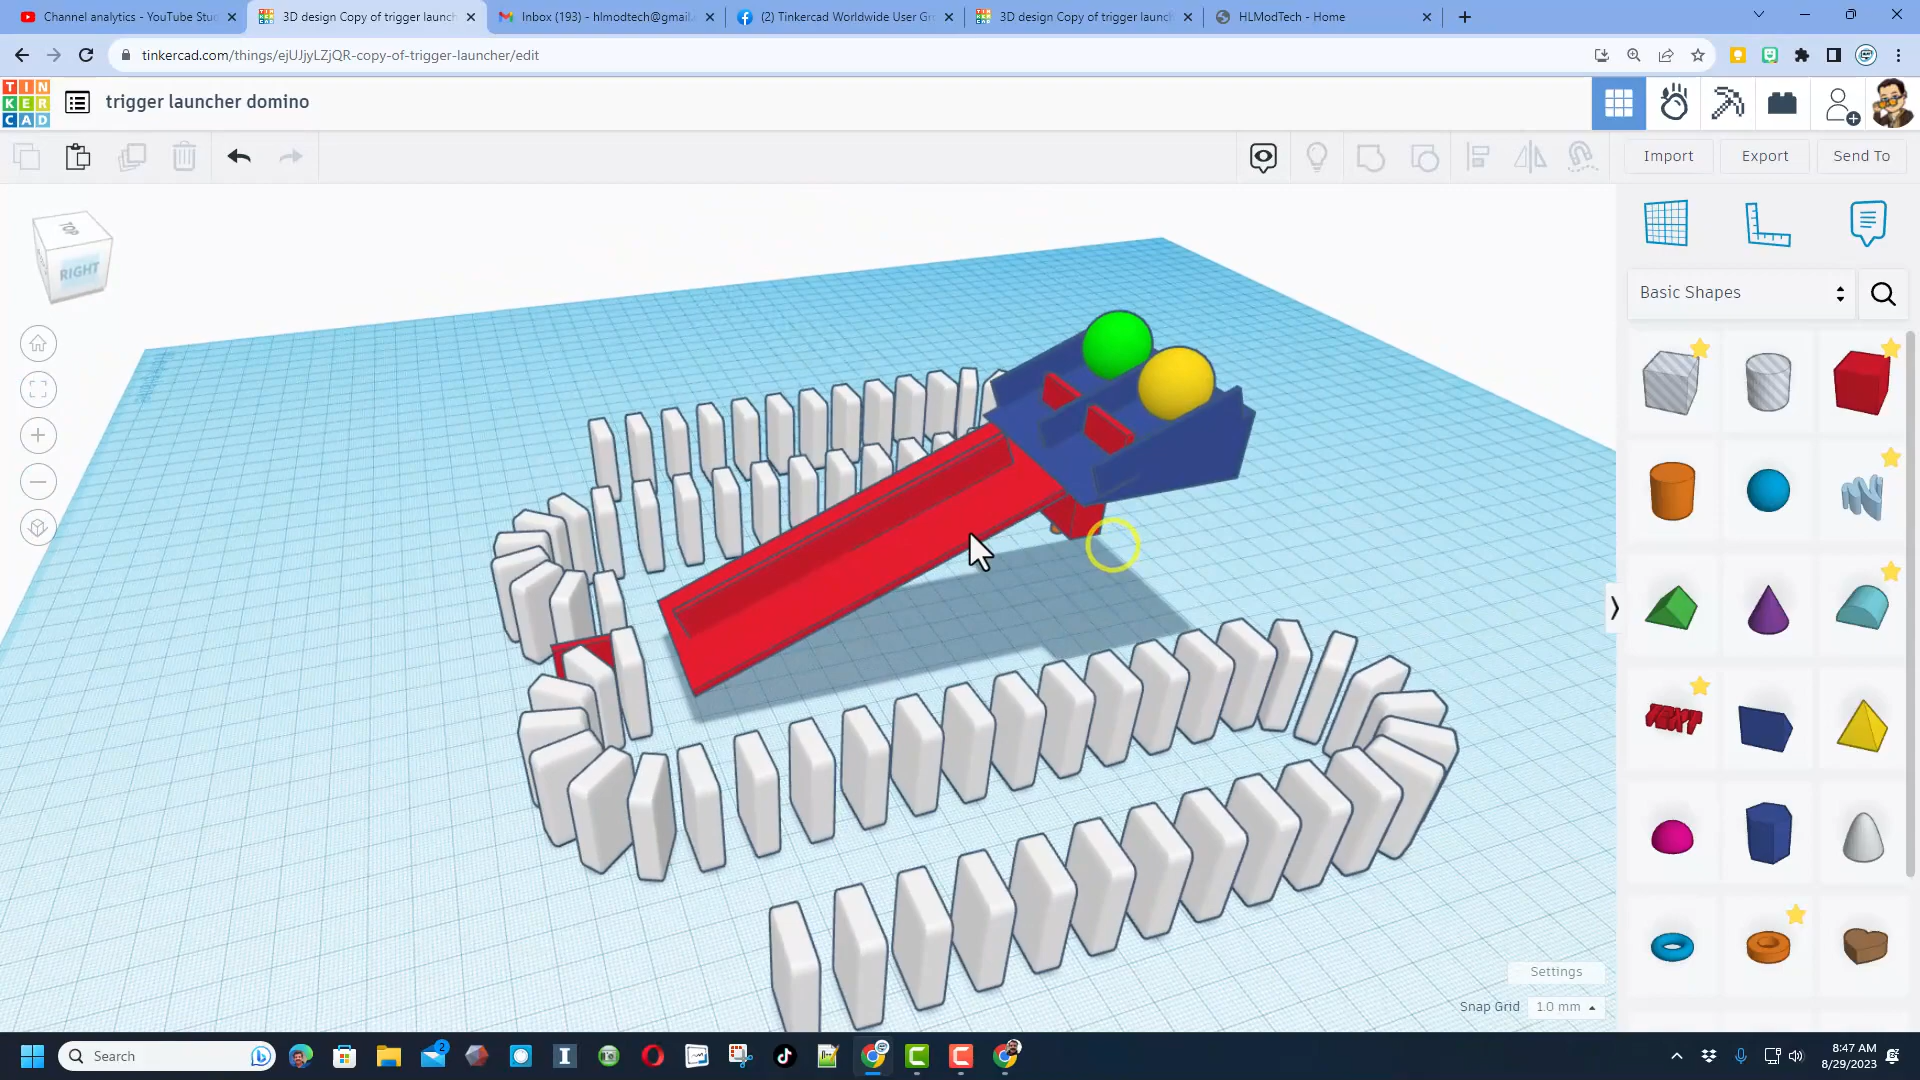 Channel analytics - YouTube Stu
3D design Copy of trigger launch
Inbox (193) - hlmodtech@gmail.
(2) Tinkercad Worldwide User Gr
3D design Copy of trigger launch
HLModTech - Home
tinkercad.com/things/ejUJjyLZjQR-copy-of-trigger-launcher/edit
TIN
KER
CAD
trigger launcher domino
Import
Export
Send To
TOP
RIGHT
Basic Shapes
TEXT
Settings
Snap Grid
1.0 mm
Search
2
8:47 AM
8/29/2023